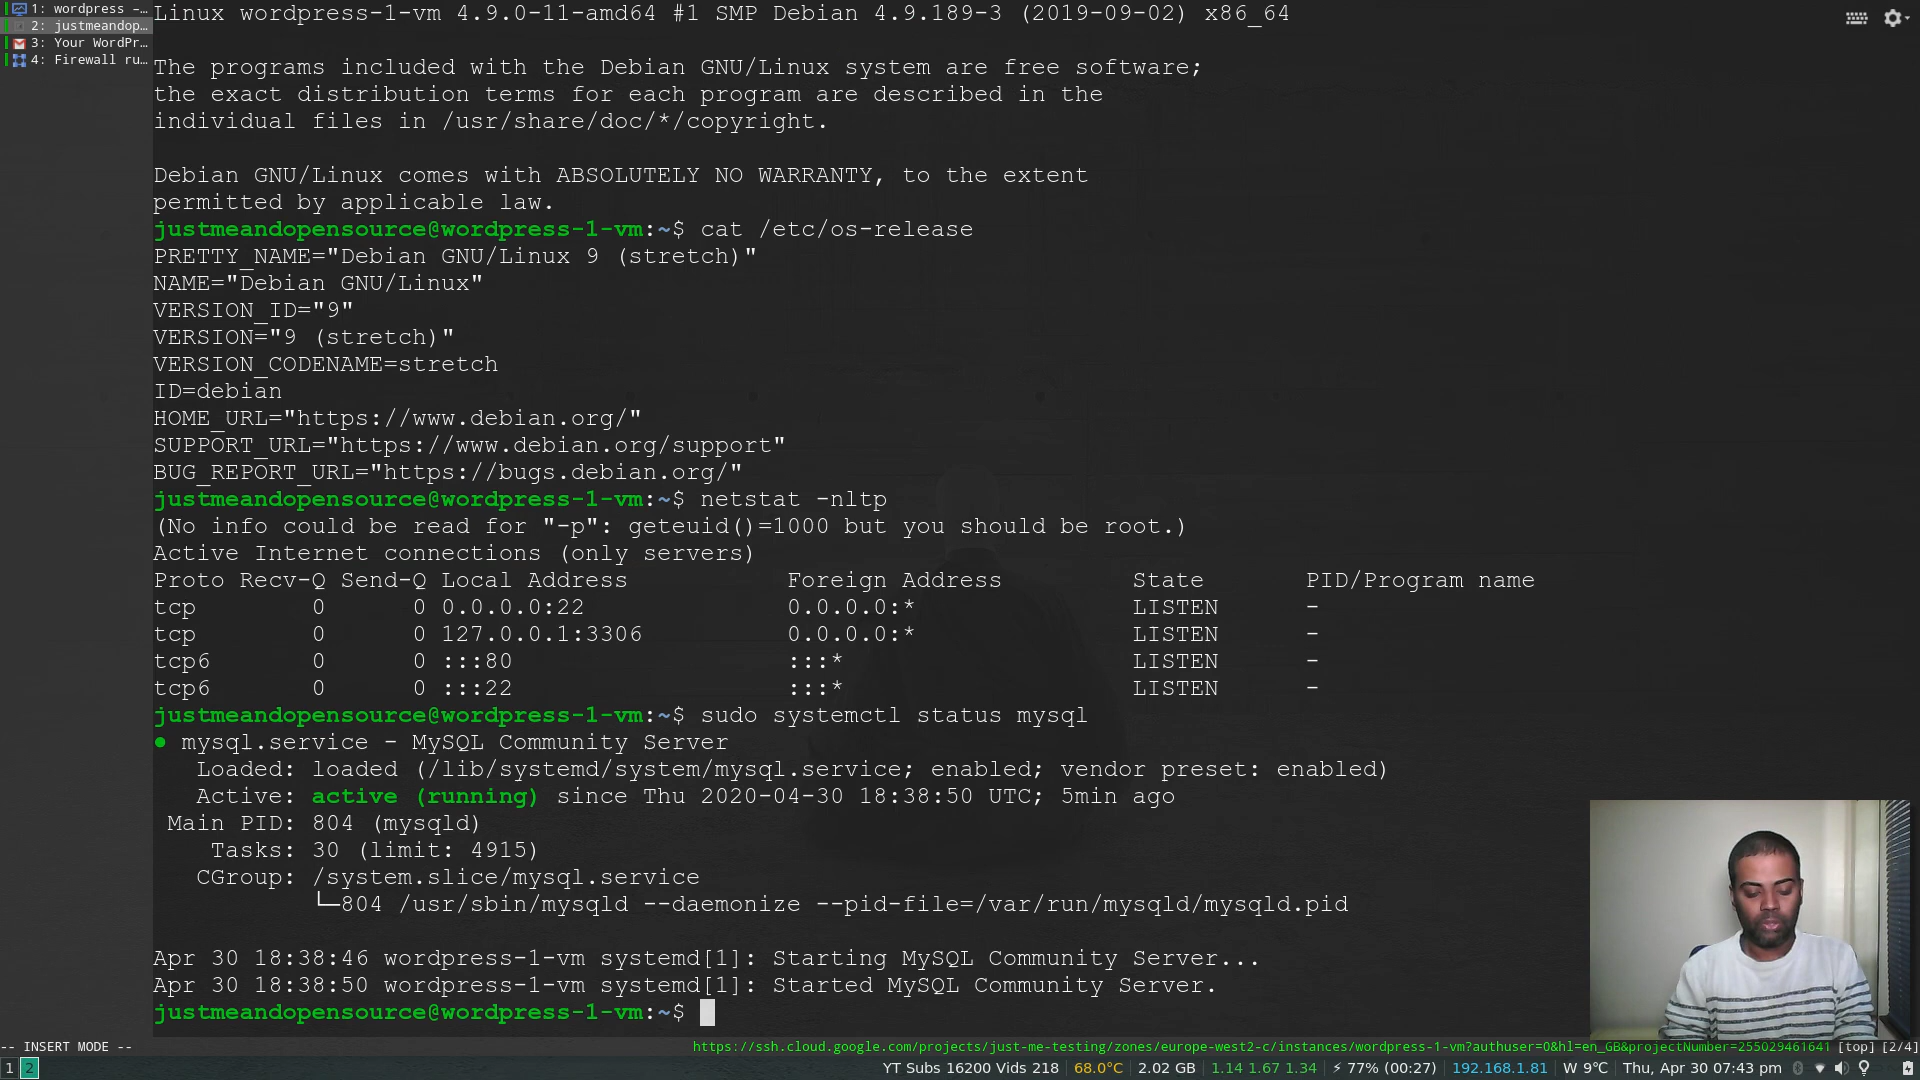 1: wordpress -…
2: justmeandop…
3: Your WordPr…
4: Firewall ru…
Linux wordpress-1-vm 4.9.0-11-amd64 #1 SMP Debian 4.9.189-3 (2019-09-02) x86_64
The programs included with the Debian GNU/Linux system are free software;
the exact distribution terms for each program are described in the
individual files in /usr/share/doc/*/copyright.
Debian GNU/Linux comes with ABSOLUTELY NO WARRANTY, to the extent
permitted by applicable law.
justmeandopensource@wordpress-1-vm:~$ cat /etc/os-release
PRETTY_NAME="Debian GNU/Linux 9 (stretch)"
NAME="Debian GNU/Linux"
VERSION_ID="9"
VERSION="9 (stretch)"
VERSION_CODENAME=stretch
ID=debian
HOME_URL="https://www.debian.org/"
SUPPORT_URL="https://www.debian.org/support"
BUG_REPORT_URL="https://bugs.debian.org/"
justmeandopensource@wordpress-1-vm:~$ netstat -nltp
(No info could be read for "-p": geteuid()=1000 but you should be root.)
Active Internet connections (only servers)
Proto Recv-Q Send-Q Local Address           Foreign Address         State       PID/Program name
tcp        0      0 0.0.0.0:22              0.0.0.0:*               LISTEN      -
tcp        0      0 127.0.0.1:3306          0.0.0.0:*               LISTEN      -
tcp6       0      0 :::80                   :::*                    LISTEN      -
tcp6       0      0 :::22                   :::*                    LISTEN      -
justmeandopensource@wordpress-1-vm:~$ sudo systemctl status mysql
● mysql.service - MySQL Community Server
Loaded: loaded (/lib/systemd/system/mysql.service; enabled; vendor preset: enabled)
Active: active (running) since Thu 2020-04-30 18:38:50 UTC; 5min ago
Main PID: 804 (mysqld)
Tasks: 30 (limit: 4915)
CGroup: /system.slice/mysql.service
└─804 /usr/sbin/mysqld --daemonize --pid-file=/var/run/mysqld/mysqld.pid
Apr 30 18:38:46 wordpress-1-vm systemd[1]: Starting MySQL Community Server...
Apr 30 18:38:50 wordpress-1-vm systemd[1]: Started MySQL Community Server.
justmeandopensource@wordpress-1-vm:~$
-- INSERT MODE -- https://ssh.cloud.google.com/projects/just-me-testing/zones/europe-west2-c/instances/wordpress-1-vm?authuser=0&hl=en_GB&projectNumber=255029461641 [top] [2/4]
1 2 YT Subs 16200 Vids 218 | 68.0°C | 2.02 GB | 1.14 1.67 1.34 | ⚡ 77% (00:27) | 192.168.1.81 | W 9°C | Thu, Apr 30 07:43 pm